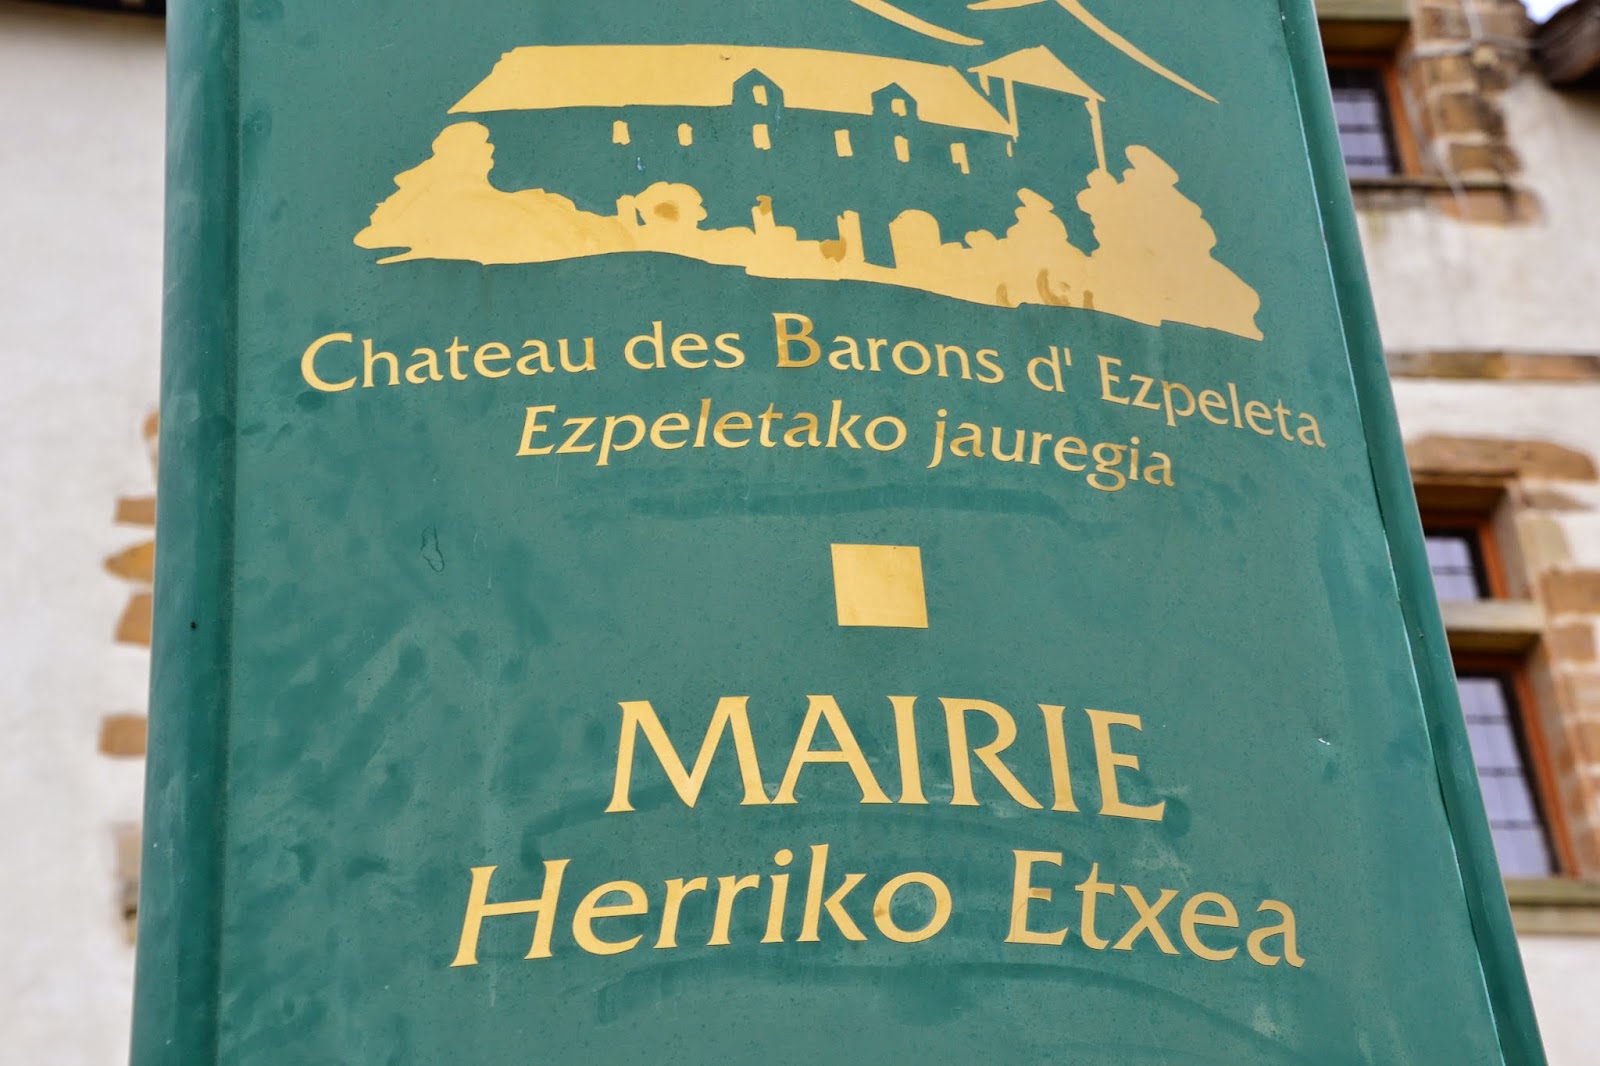 Chateau des Barons d' Ezpeleta
Ezpeletako jauregia
MAIRIE
Herriko Etxea